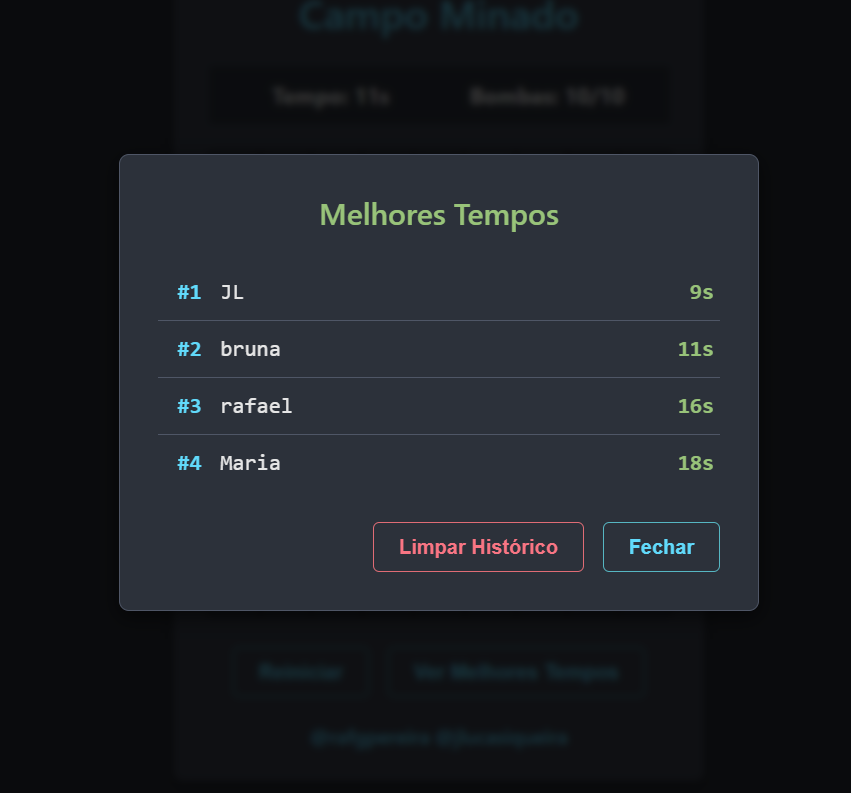 Campo Minado
Tempo: 11s Bombas: 10/10
Melhores Tempos
#1 JL 9s
#2 bruna 11s
#3 rafael 16s
#4 Maria 18s
Limpar Histórico Fechar
Reiniciar Ver Melhores Tempos